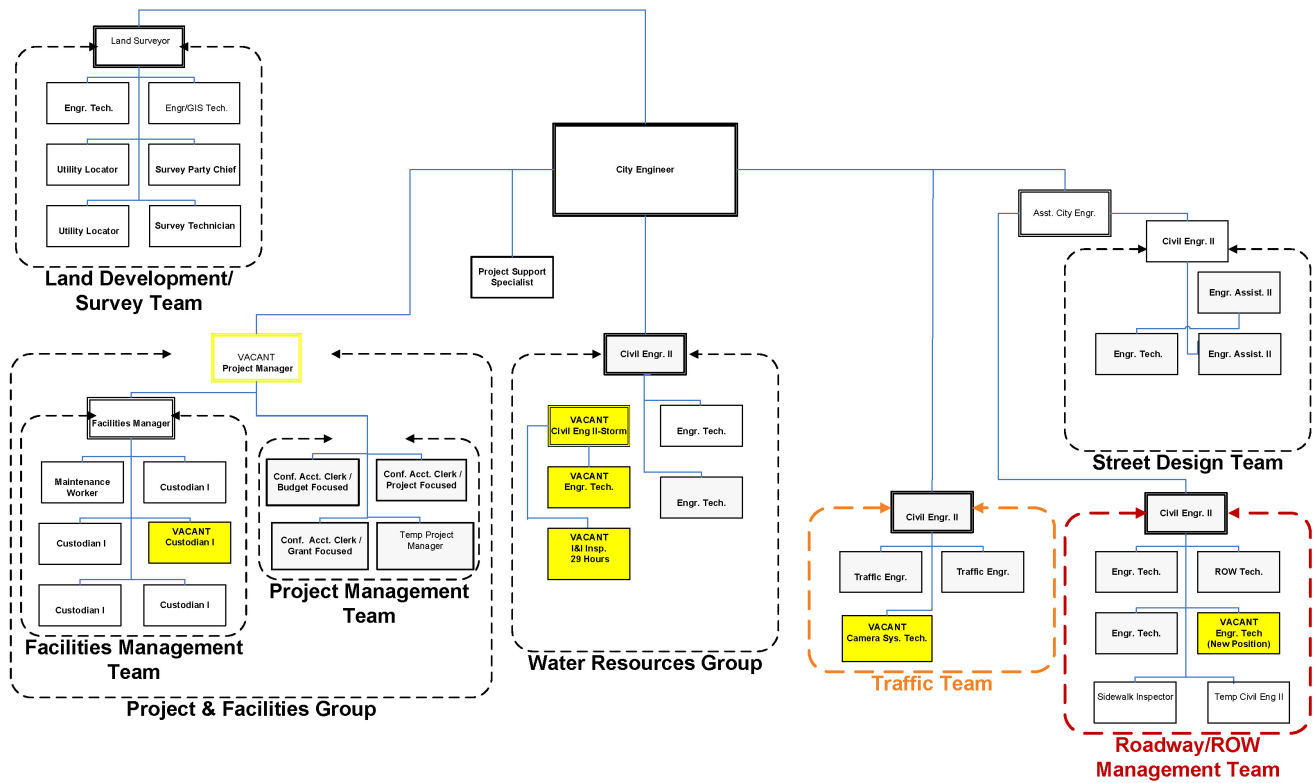 Land Surveyor
Engr. Tech.
Engr/GIS Tech.
Utility Locator
Survey Party Chief
Utility Locator
Survey Technician
Land Development/
Survey Team
City Engineer
Project Support
Specialist
Asst. City Engr.
Civil Engr. II
Engr. Assist. II
Engr. Tech.
Engr. Assist. II
Street Design Team
VACANT
Project Manager
Facilities Manager
Maintenance
Worker
Custodian I
Custodian I
VACANT
Custodian I
Custodian I
Custodian I
Facilities Management
Team
Conf. Acct. Clerk /
Budget Focused
Conf. Acct. Clerk /
Project Focused
Conf. Acct. Clerk /
Grant Focused
Temp Project
Manager
Project Management
Team
Project & Facilities Group
Civil Engr. II
VACANT
Civil Eng II-Storm
Engr. Tech.
VACANT
Engr. Tech.
Engr. Tech.
VACANT
I&I Insp.
29 Hours
Water Resources Group
Civil Engr. II
Traffic Engr.
Traffic Engr.
VACANT
Camera Sys. Tech.
Traffic Team
Civil Engr. II
Engr. Tech.
ROW Tech.
Engr. Tech.
VACANT
Engr. Tech
(New Position)
Sidewalk Inspector
Temp Civil Eng II
Roadway/ROW
Management Team